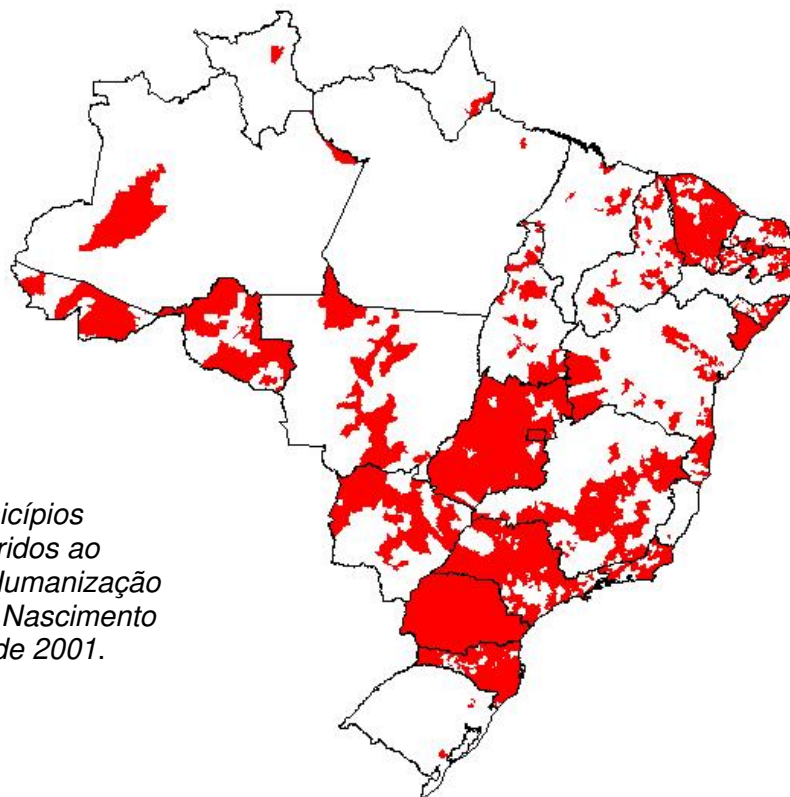 icípios
ridos ao
Humanização
Nascimento
de 2001.